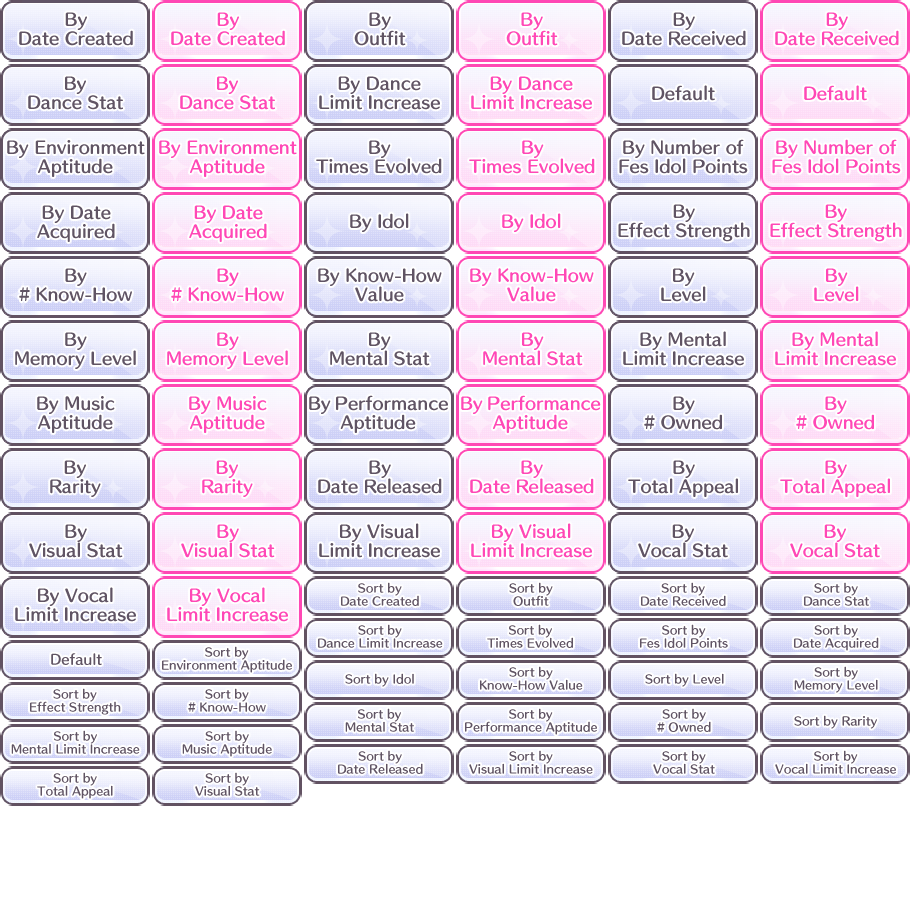 By
Date Created
By
Date Created
By
Outfit
By
Outfit
By
Date Received
By
Date Received
By
Dance Stat
By
Dance Stat
By Dance
Limit Increase
By Dance
Limit Increase
Default
Default
By Environment
Aptitude
By Environment
Aptitude
By
Times Evolved
By
Times Evolved
By Number of
Fes Idol Points
By Number of
Fes Idol Points
By Date
Acquired
By Date
Acquired
By Idol
By Idol
By
Effect Strength
By
Effect Strength
By
# Know-How
By
# Know-How
By Know-How
Value
By Know-How
Value
By
Level
By
Level
By
Memory Level
By
Memory Level
By
Mental Stat
By
Mental Stat
By Mental
Limit Increase
By Mental
Limit Increase
By Music
Aptitude
By Music
Aptitude
By Performance
Aptitude
By Performance
Aptitude
By
# Owned
By
# Owned
By
Rarity
By
Rarity
By
Date Released
By
Date Released
By
Total Appeal
By
Total Appeal
By
Visual Stat
By
Visual Stat
By Visual
Limit Increase
By Visual
Limit Increase
By
Vocal Stat
By
Vocal Stat
By Vocal
Limit Increase
By Vocal
Limit Increase
Sort by
Date Created
Sort by
Outfit
Sort by
Date Received
Sort by
Dance Stat
Sort by
Dance Limit Increase
Sort by
Times Evolved
Sort by
Fes Idol Points
Sort by
Date Acquired
Default
Sort by
Environment Aptitude
Sort by Idol
Sort by
Know-How Value
Sort by Level
Sort by
Memory Level
Sort by
Effect Strength
Sort by
# Know-How
Sort by
Mental Stat
Sort by
Performance Aptitude
Sort by
# Owned
Sort by Rarity
Sort by
Mental Limit Increase
Sort by
Music Aptitude
Sort by
Date Released
Sort by
Visual Limit Increase
Sort by
Vocal Stat
Sort by
Vocal Limit Increase
Sort by
Total Appeal
Sort by
Visual Stat